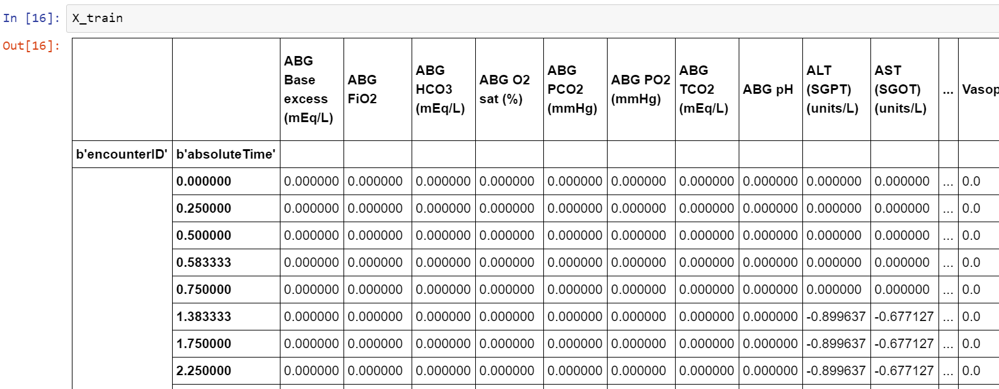 In [16]: X_train
Out[16]:
ABG Base excess (mEq/L) ABG FiO2 ABG HCO3 (mEq/L) ABG O2 sat (%) ABG PCO2 (mmHg) ABG PO2 (mmHg) ABG TCO2 (mEq/L) ABG pH ALT (SGPT) (units/L) AST (SGOT) (units/L) ... Vasop
b'encounterID' b'absoluteTime'
0.000000 0.000000 0.000000 0.000000 0.000000 0.000000 0.000000 0.000000 0.000000 0.000000 0.000000 ... 0.0
0.250000 0.000000 0.000000 0.000000 0.000000 0.000000 0.000000 0.000000 0.000000 0.000000 0.000000 ... 0.0
0.500000 0.000000 0.000000 0.000000 0.000000 0.000000 0.000000 0.000000 0.000000 0.000000 0.000000 ... 0.0
0.583333 0.000000 0.000000 0.000000 0.000000 0.000000 0.000000 0.000000 0.000000 0.000000 0.000000 ... 0.0
0.750000 0.000000 0.000000 0.000000 0.000000 0.000000 0.000000 0.000000 0.000000 0.000000 0.000000 ... 0.0
1.383333 0.000000 0.000000 0.000000 0.000000 0.000000 0.000000 0.000000 0.000000 -0.899637 -0.677127 ... 0.0
1.750000 0.000000 0.000000 0.000000 0.000000 0.000000 0.000000 0.000000 0.000000 -0.899637 -0.677127 ... 0.0
2.250000 0.000000 0.000000 0.000000 0.000000 0.000000 0.000000 0.000000 0.000000 -0.899637 -0.677127 ... 0.0